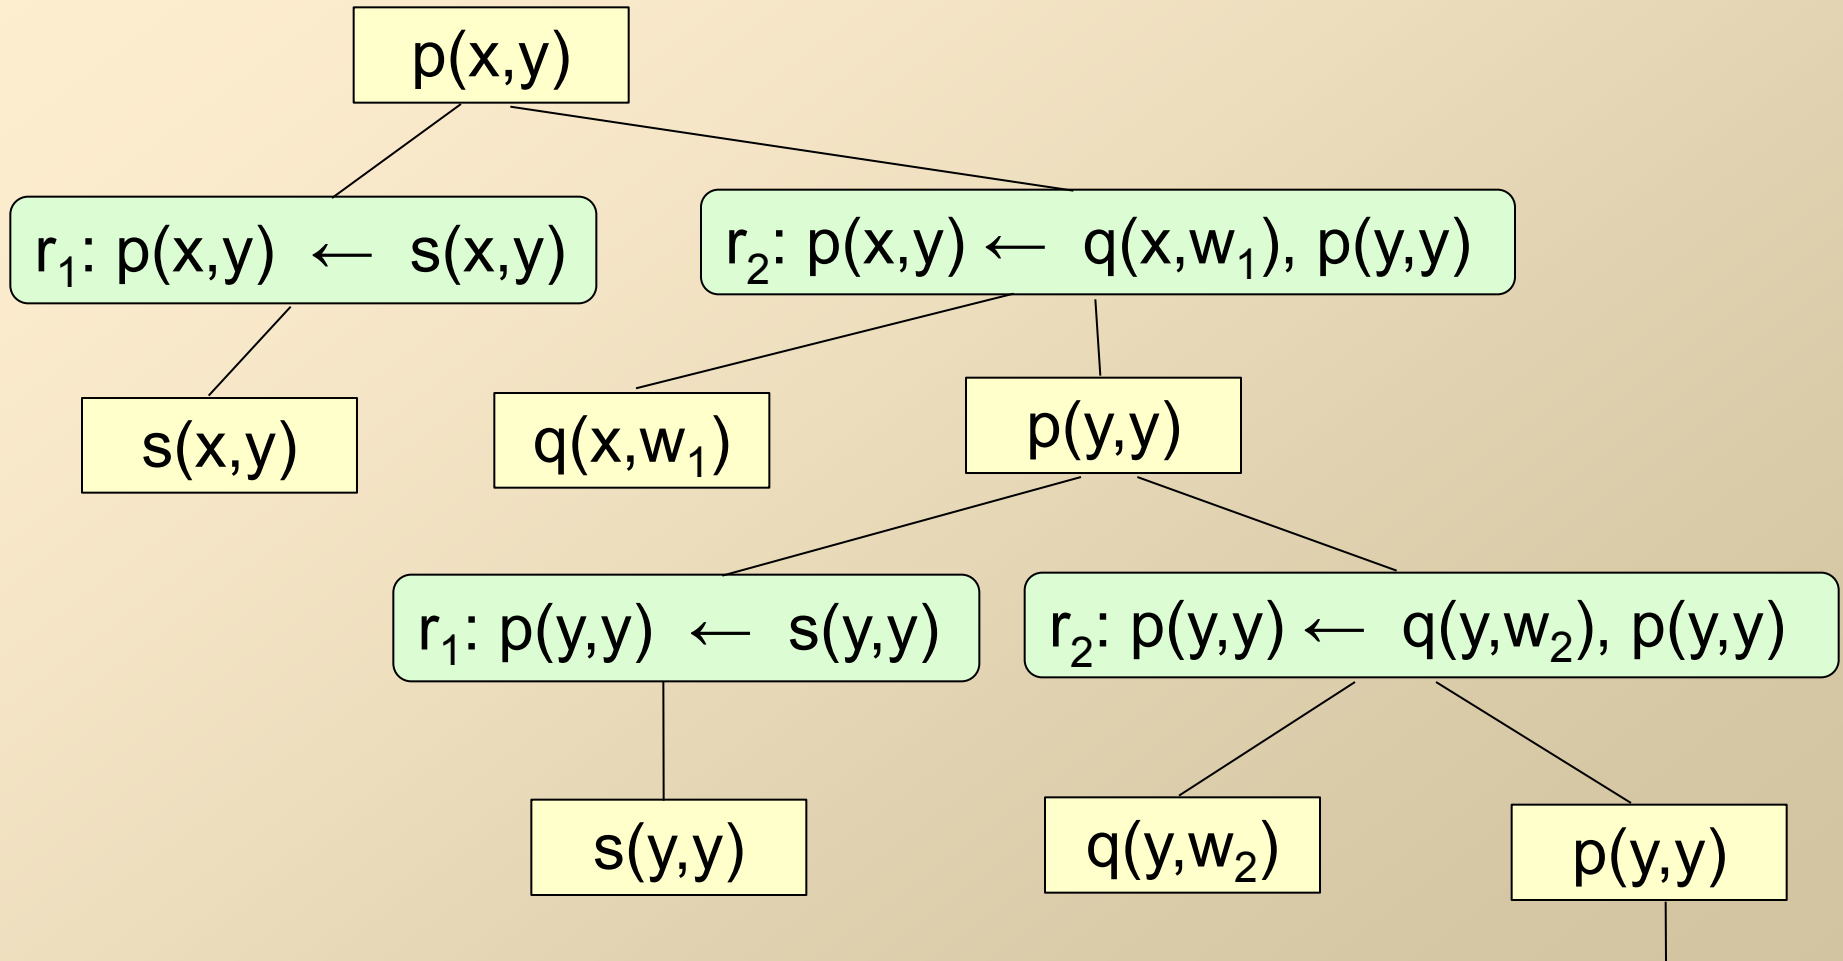 p(x,y)
r₁: p(x,y) ← s(x,y)
r₂: p(x,y) ← q(x,w₁), p(y,y)
s(x,y)
q(x,w₁)
p(y,y)
r₁: p(y,y) ← s(y,y)
r₂: p(y,y) ← q(y,w₂), p(y,y)
s(y,y)
q(y,w₂)
p(y,y)